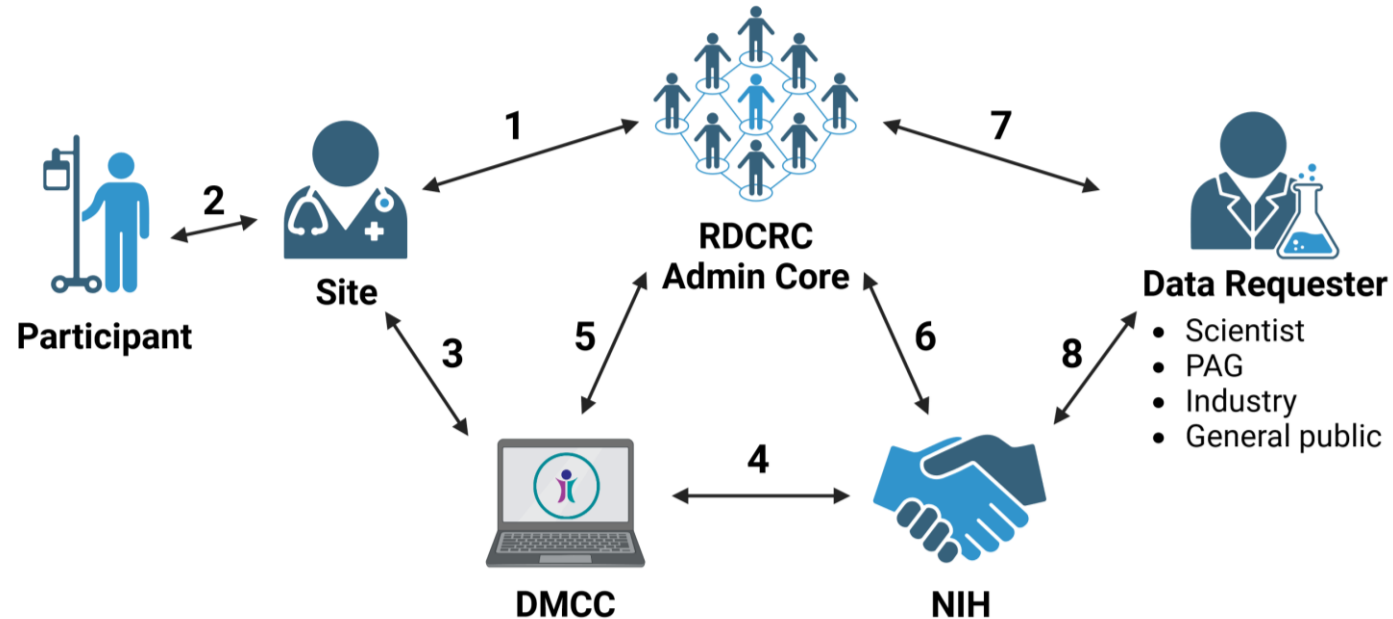 1
7
2
RDCRC
Admin Core
Site
Data Requester
Participant
• Scientist
• PAG
• Industry
• General public
3
5
6
8
4
DMCC
NIH